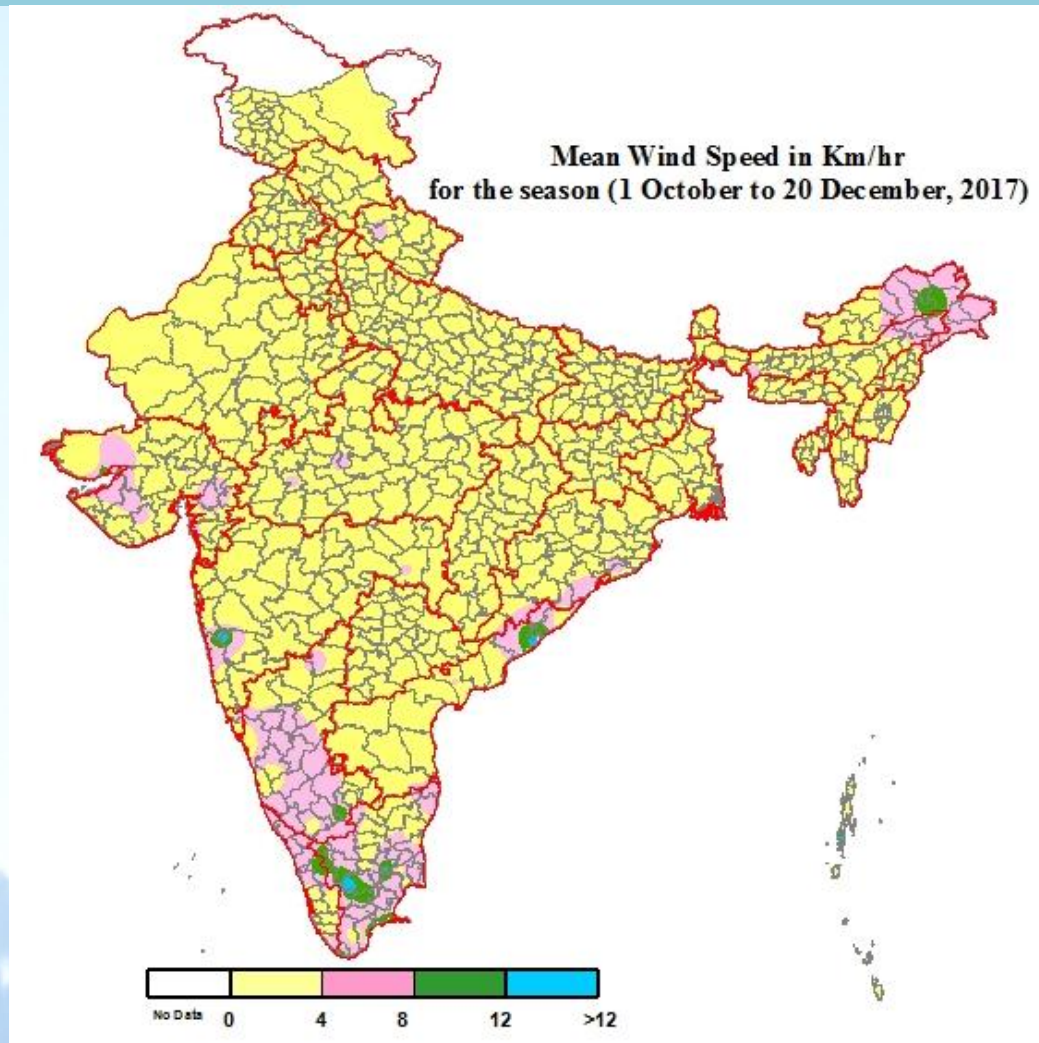 Mean Wind Speed in Km/hr
for the season (1 October to 20 December, 2017)
No Data 0 4 8 12 >12